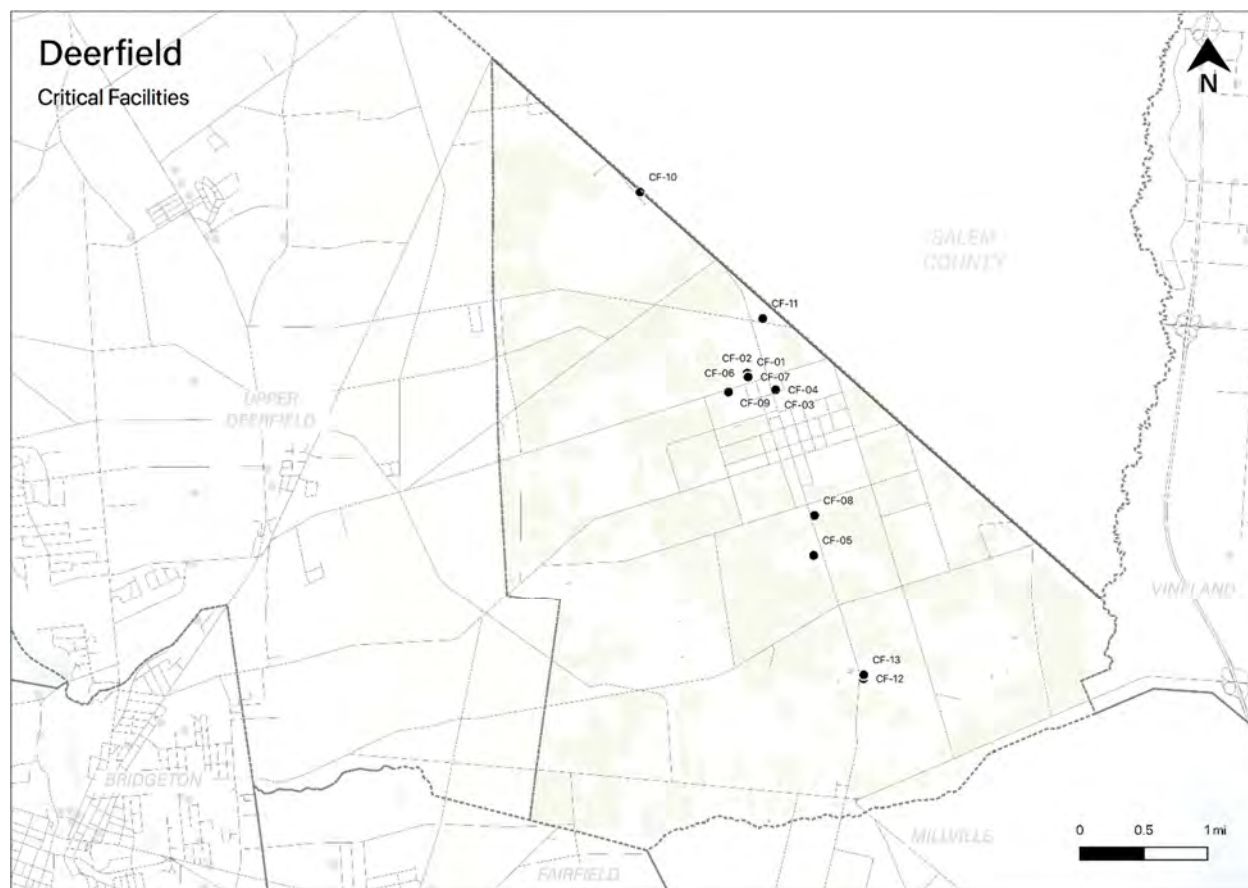 Deerfield
Critical Facilities
N
CF-10
SALEM
COUNTY
CF-11
CF-02
CF-01
CF-06
CF-07
CF-04
CF-09
CF-03
UPPER
DEERFIELD
CF-08
CF-05
VINELAND
CF-13
CF-12
BRIDGETON
MILLVILLE
FAIRFIELD
0 0.5 1 mi